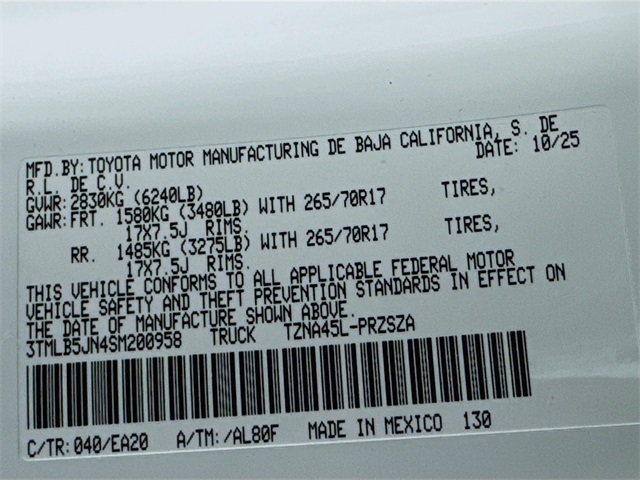 MFD.BY:TOYOTA MOTOR MANUFACTURING DE BAJA CALIFORNIA, S. DE
R.L. DE C.V. DATE: 10/25
GVWR:2830KG (6240LB)
GAWR:FRT. 1580KG (3480LB) WITH 265/70R17 TIRES,
17X7.5J RIMS.
RR. 1485KG (3275LB) WITH 265/70R17 TIRES,
17X7.5J RIMS.
THIS VEHICLE CONFORMS TO ALL APPLICABLE FEDERAL MOTOR
VEHICLE SAFETY AND THEFT PREVENTION STANDARDS IN EFFECT ON
THE DATE OF MANUFACTURE SHOWN ABOVE.
3TMLB5JN4SM200958 TRUCK TZNA45L-PRZSZA
C/TR:040/EA20 A/TM:/AL80F MADE IN MEXICO 130